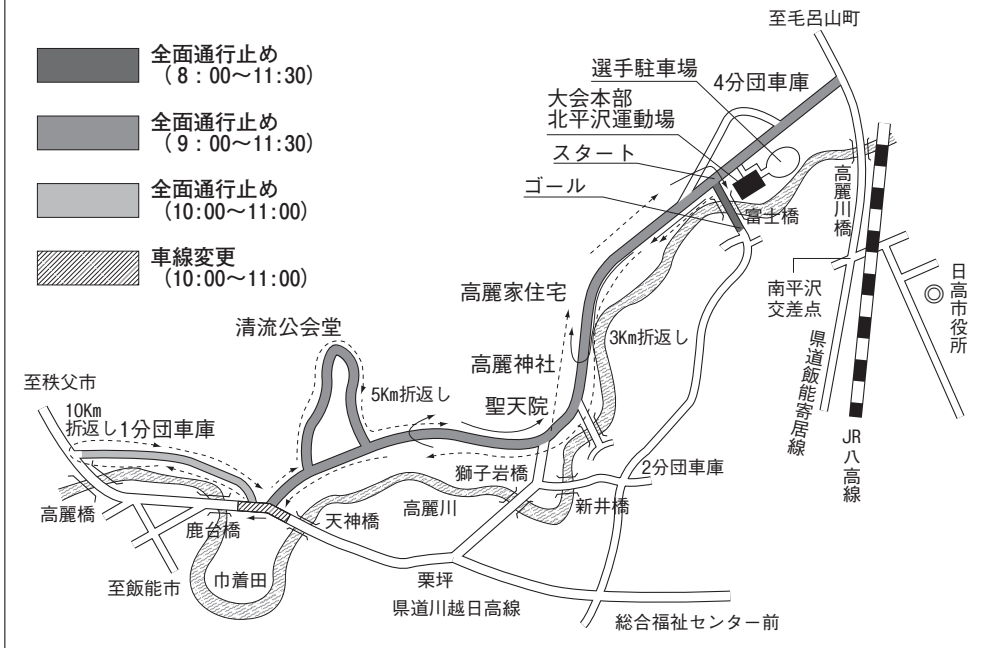 全面通行止め
(8：00〜11:30)
全面通行止め
(9：00〜11:30)
全面通行止め
(10:00〜11:00)
車線変更
(10:00〜11:00)
至毛呂山町
選手駐車場
4分団車庫
大会本部
北平沢運動場
スタート
ゴール
富士橋
高麗川橋
南平沢
交差点
日高市役所
県道飯能寄居線
JR八高線
高麗家住宅
3Km折返し
高麗神社
清流公会堂
5Km折返し
聖天院
至秩父市
10Km
折返し
1分団車庫
獅子岩橋
2分団車庫
高麗橋
鹿台橋
天神橋
高麗川
新井橋
至飯能市
巾着田
栗坪
県道川越日高線
総合福祉センター前